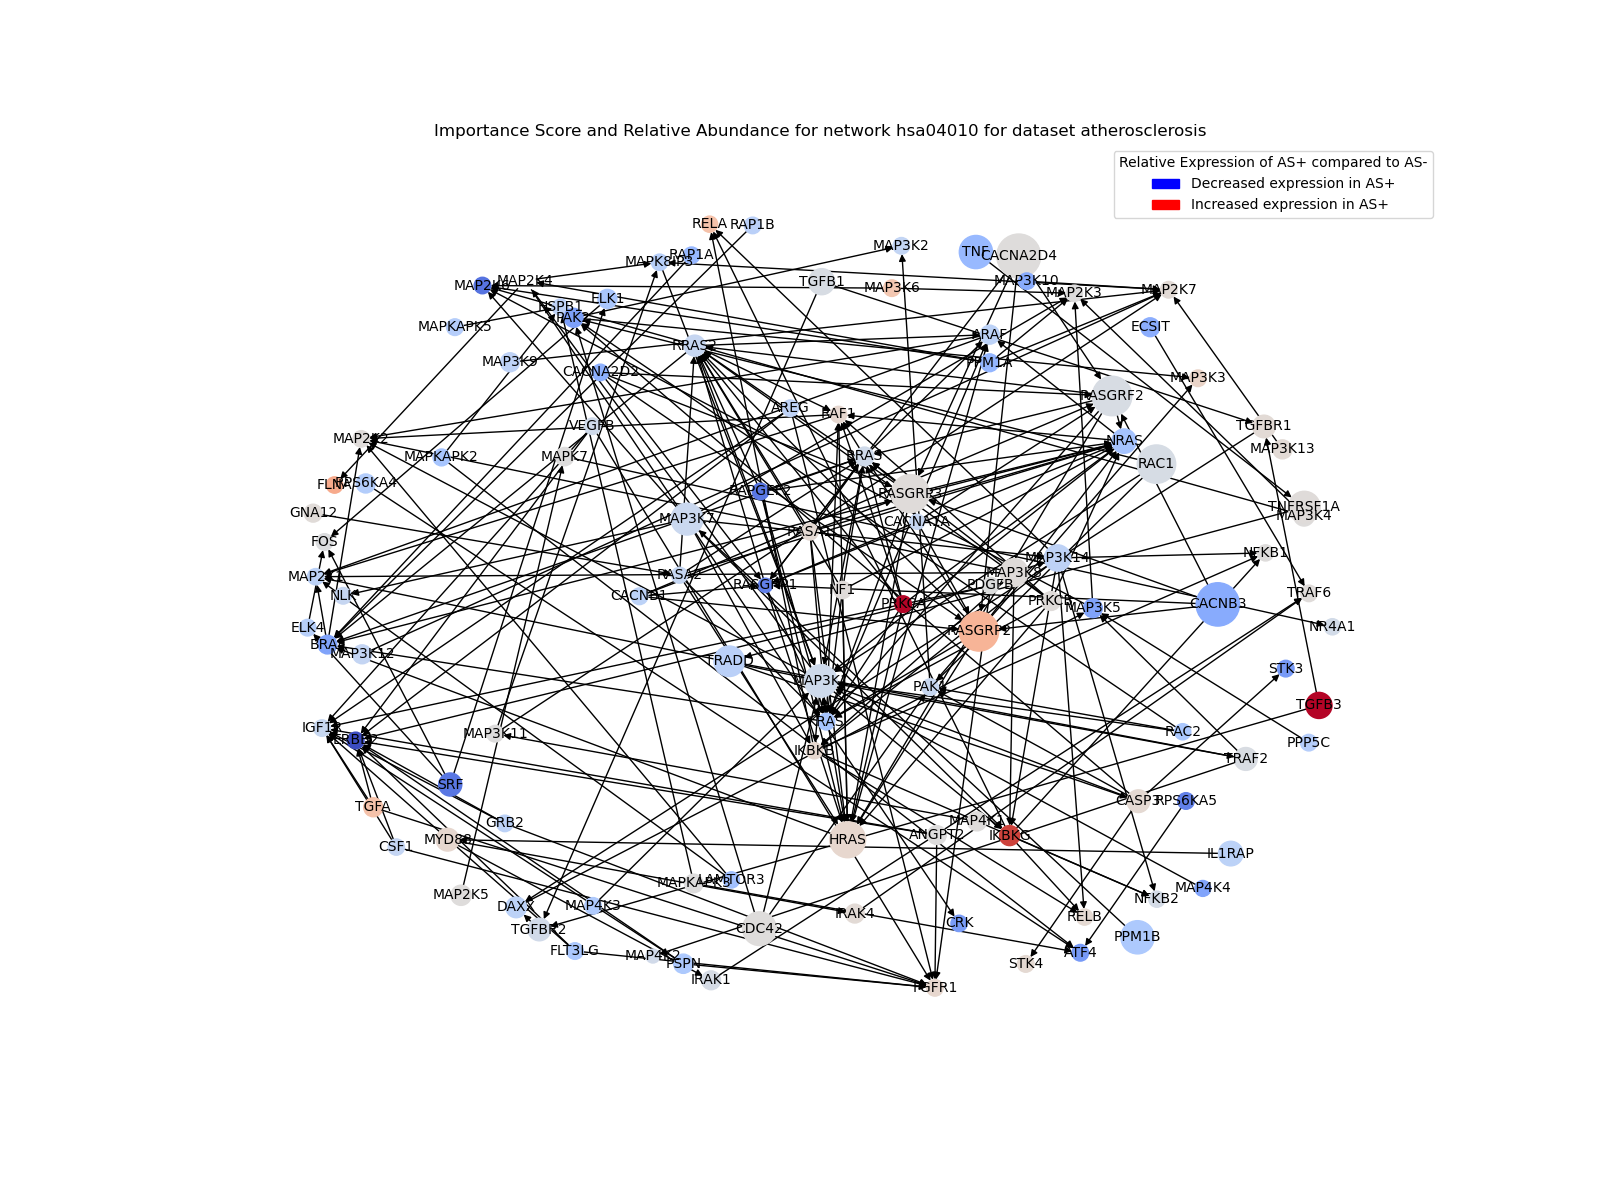 Importance Score and Relative Abundance for network hsa04010 for dataset atherosclerosis
Relative Expression of AS+ compared to AS-
Decreased expression in AS+
Increased expression in AS+
RELA
RAP1B
MAP3K2
TNF
CACNA2D4
RAP1A
MAPK8IP3
MAP2K4
TGFB1
MAP3K6
MAP3K10
MAP2K3
MAP2K7
HSPB1
ELK1
PAK2
MAPKAPK5
ECSIT
ARAF
RRAS2
MAP3K9
PPM1A
CACNA2D2
MAP3K3
RASGRF2
AREG
RAF1
VEGFB
TGFBR1
MAP2K2
NRAS
MAP3K13
MAPKAPK2
MAPK7
RRAS
RAC1
FLNA
RPS6KA4
RAPGEF2
RASGRP3
TNFRSF1A
MAP3K4
GNA12
MAP3K7
CACNA1A
FOS
NFKB1
MAP3K14
RASA2
PDGFB
NLK
CACNB1
RASGRP1
NF1
PRKCA
PRKCB
MAP3K5
CACNB3
TRAF6
NR4A1
ELK4
RASGRP2
BRAF
MAP3K12
TRADD
STK3
MAP3K1
PAK1
TGFB3
IGF1R
KRAS
ERBB2
MAP3K11
RAC2
PPP5C
IKBKB
TRAF2
SRF
TGFA
CASP3
RPS6KA5
GRB2
MAP4K1
ANGPT2
IKBKG
MYD88
HRAS
CSF1
IL1RAP
MAPKAPK3
LAMTOR3
MAP2K5
MAP4K4
NFKB2
DAXX
MAP4K3
IRAK4
RELB
CRK
TGFBR2
CDC42
PPM1B
FLT3LG
MAP4K2
ATF4
PSPN
STK4
IRAK1
FGFR1